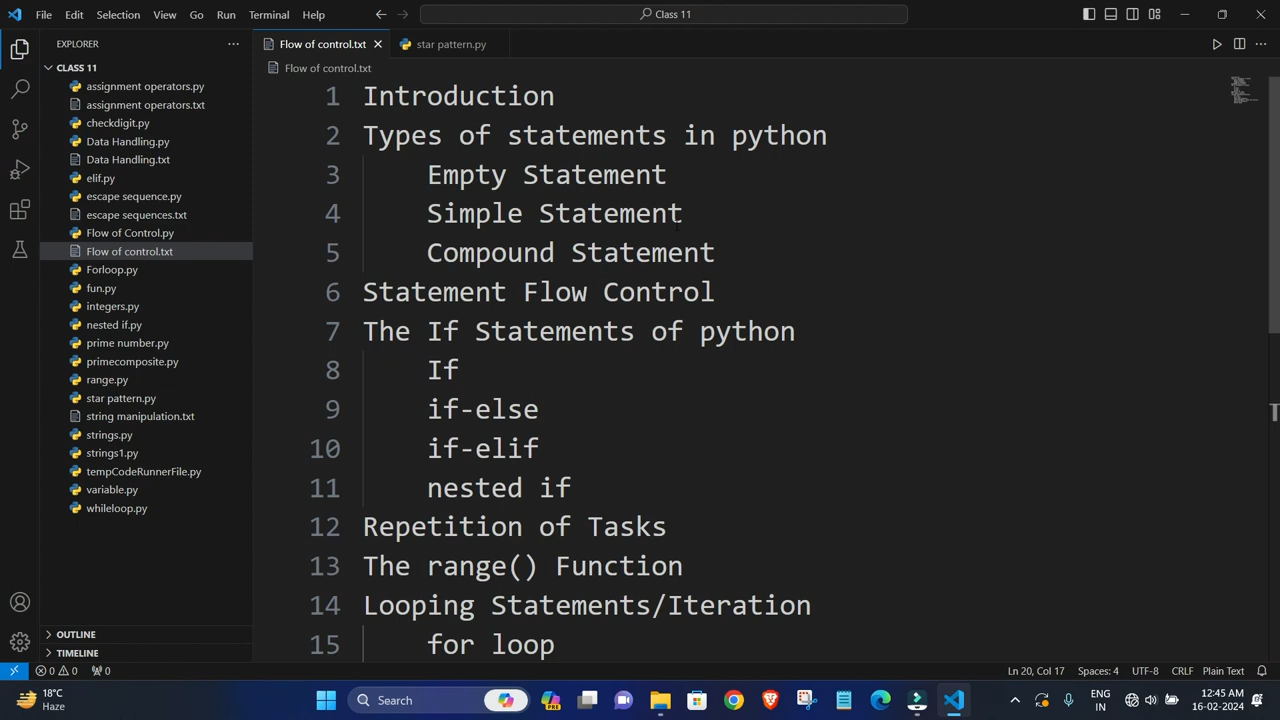 File Edit Selection View Go Run Terminal Help
Class 11
EXPLORER
Flow of control.txt
star pattern.py
CLASS 11
Flow of control.txt
assignment operators.py
assignment operators.txt
checkdigit.py
Data Handling.py
Data Handling.txt
elif.py
escape sequence.py
escape sequences.txt
Flow of Control.py
Flow of control.txt
Forloop.py
fun.py
integers.py
nested if.py
prime number.py
primecomposite.py
range.py
star pattern.py
string manipulation.txt
strings.py
strings1.py
tempCodeRunnerFile.py
variable.py
whileloop.py
OUTLINE
TIMELINE
1 Introduction
2 Types of statements in python
3 Empty Statement
4 Simple Statement
5 Compound Statement
6 Statement Flow Control
7 The If Statements of python
8 If
9 if-else
10 if-elif
11 nested if
12 Repetition of Tasks
13 The range() Function
14 Looping Statements/Iteration
15 for loop
0 0 0
Ln 20, Col 17 Spaces: 4 UTF-8 CRLF Plain Text
18°C
Haze
Search
PRE
ENG
IN
12:45 AM
16-02-2024